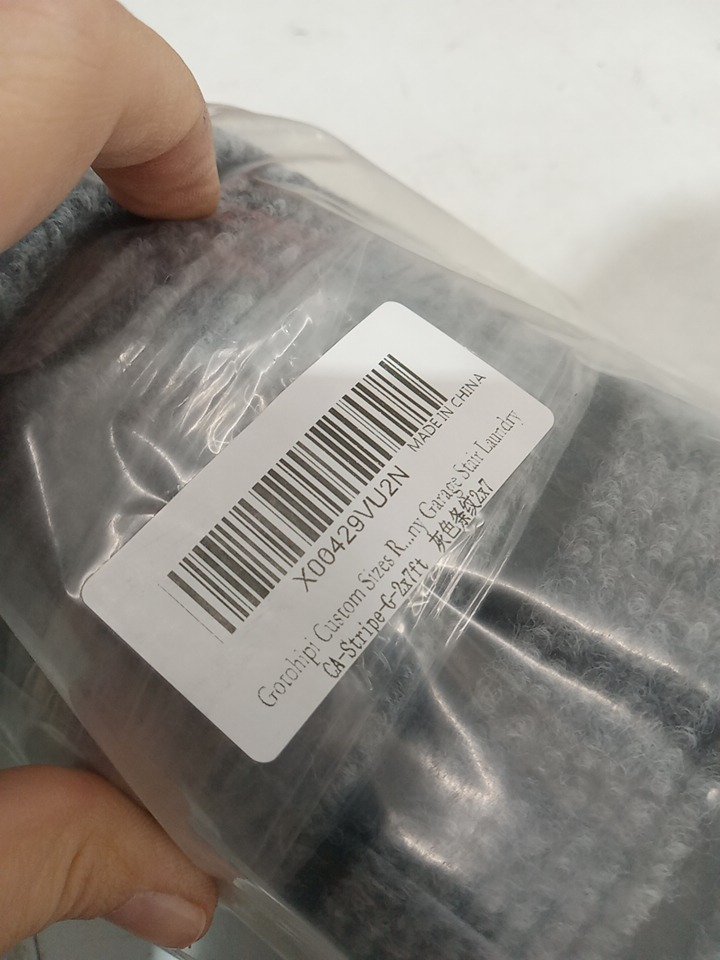 X00429VU2N
MADE IN CHINA
Gotohipi Custom Sizes R...ny Garage Stair Laundry
CA-Stripe-G-2x7ft 灰色条纹2x7